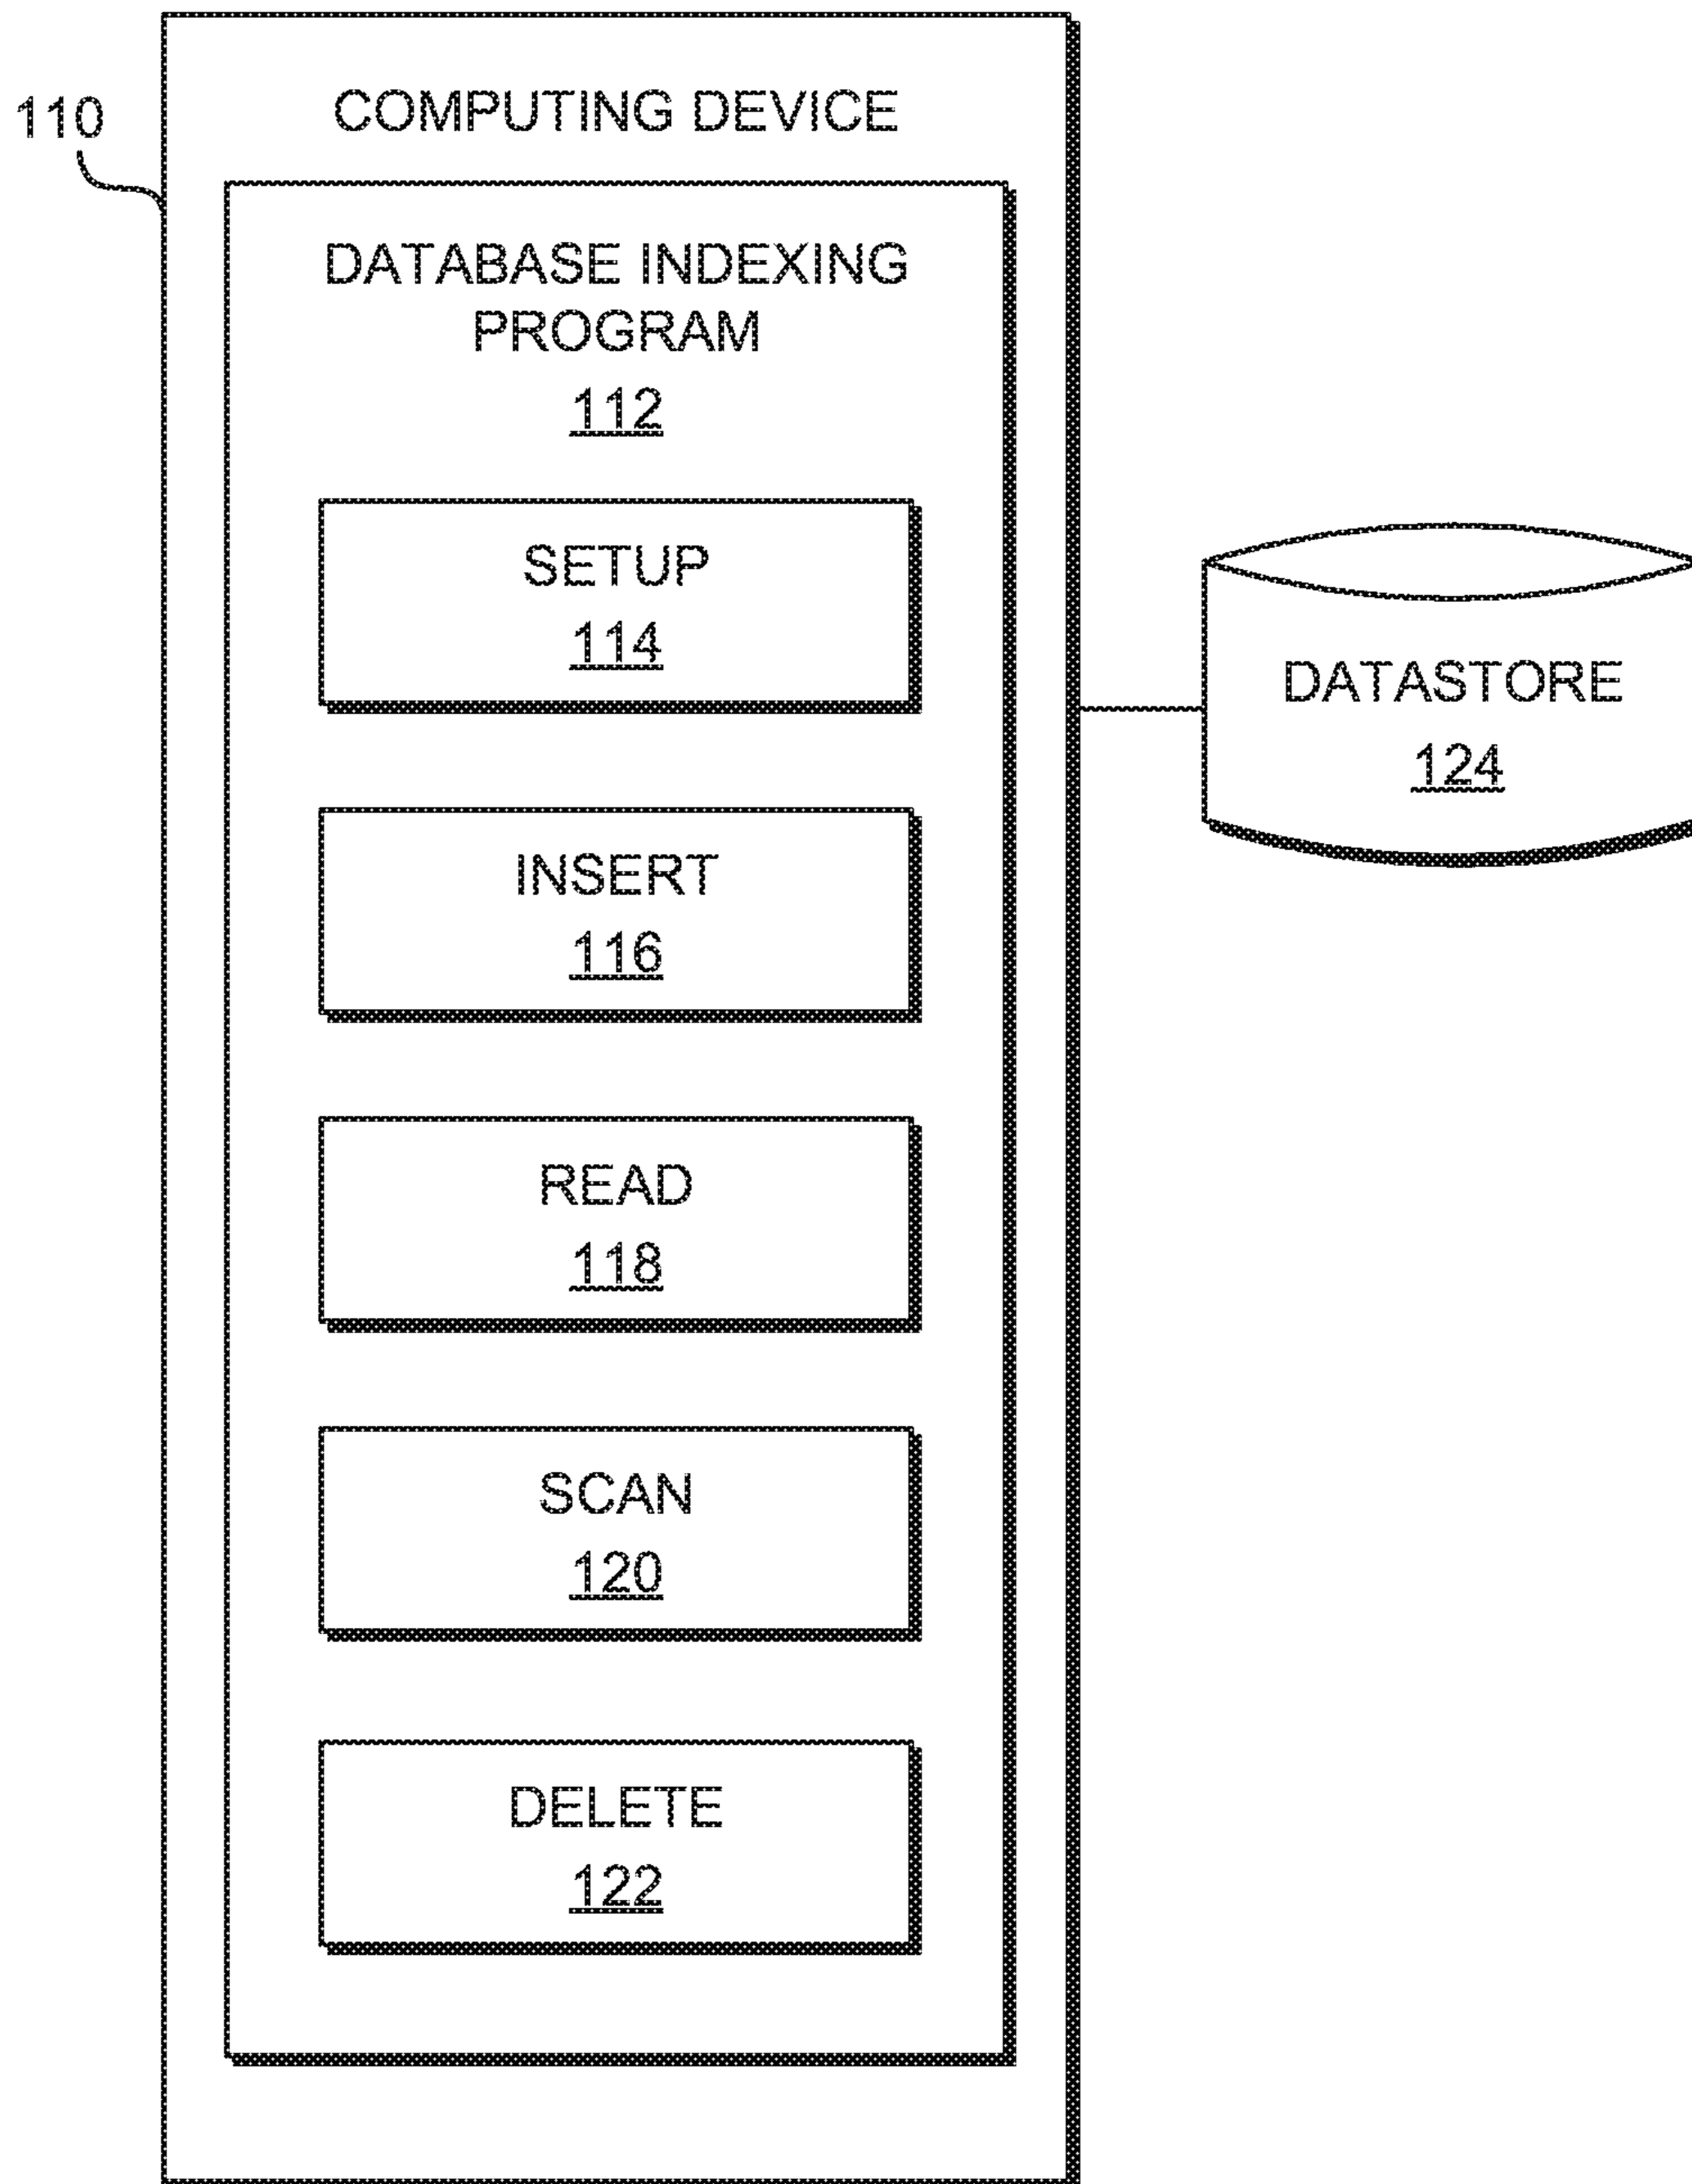 110
COMPUTING DEVICE
DATABASE INDEXING
PROGRAM
112
SETUP
114
INSERT
116
READ
118
SCAN
120
DELETE
122
DATASTORE
124